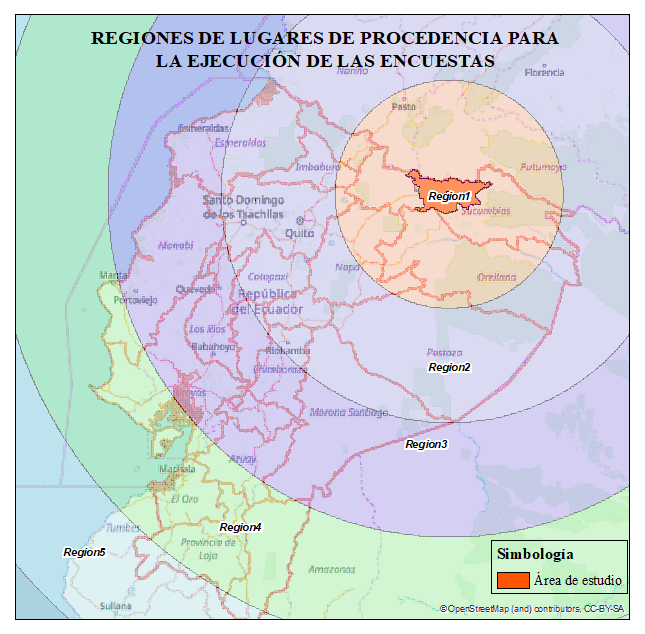 REGIONES DE LUGARES DE PROCEDENCIA PARA
LA EJECUCIÓN DE LAS ENCUESTAS
Nariño
Florencia
Pasto
Esmeraldas
Esmeraldas
Imbabura
Putumayo
Region1
Santo Domingo
de los Tsáchilas
Sucumbíos
Quito
Manabí
Napo
Manta
Cotopaxi
Orellana
Portoviejo
Quevedo
República
del Ecuador
Los Ríos
Babahoyo
Riobamba
Pastaza
Chimborazo
Region2
Guayas
Morona Santiago
Region3
Azuay
Machala
El Oro
Tumbes
Region4
Region5
Provincia de
Loja
Amazonas
Sullana
Simbología
Área de estudio
©OpenStreetMap (and) contributors, CC-BY-SA